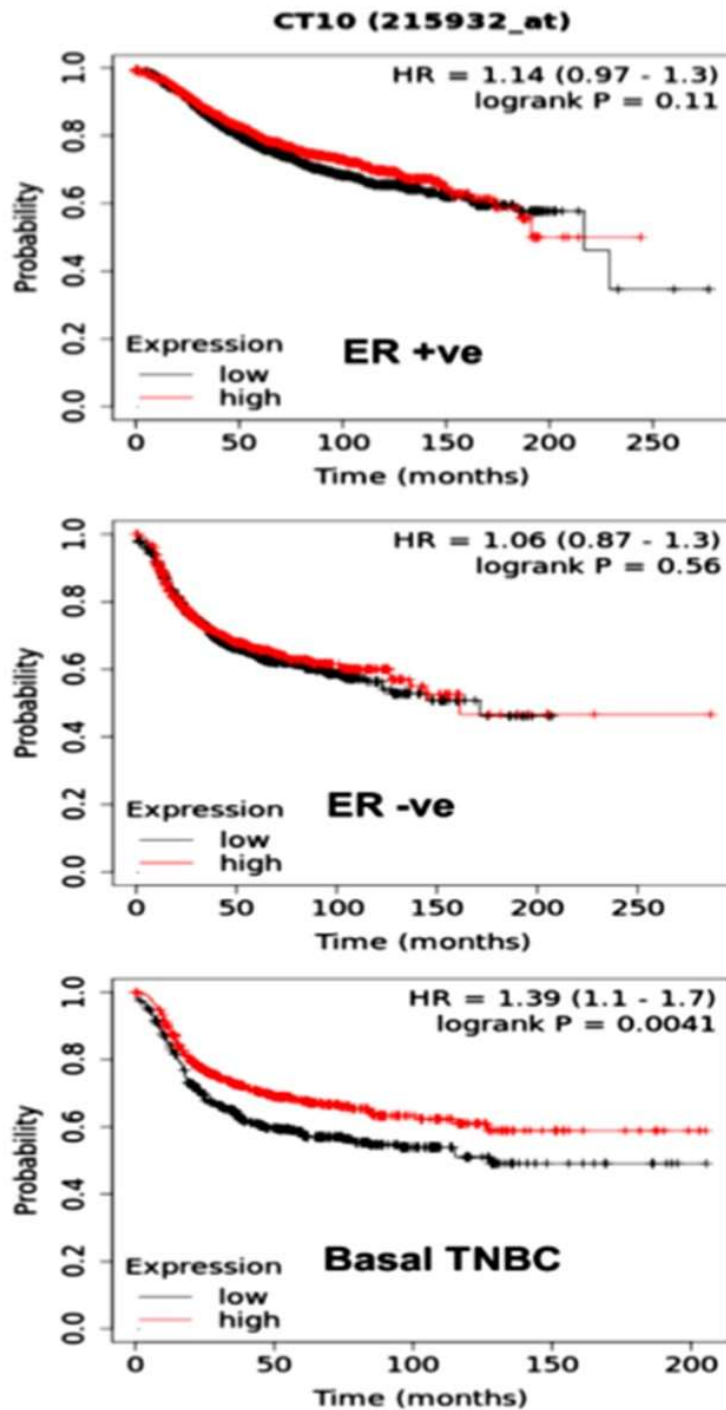 CT10 (215932_at)
HR = 1.14 (0.97 - 1.3)
logrank P = 0.11
Probability
0.0 0.2 0.4 0.6 0.8 1.0
ER +ve
Expression
low
high
0 50 100 150 200 250
Time (months)
HR = 1.06 (0.87 - 1.3)
logrank P = 0.56
Probability
0.0 0.2 0.4 0.6 0.8 1.0
ER -ve
Expression
low
high
0 50 100 150 200 250
Time (months)
HR = 1.39 (1.1 - 1.7)
logrank P = 0.0041
Probability
0.0 0.2 0.4 0.6 0.8 1.0
Basal TNBC
Expression
low
high
0 50 100 150 200
Time (months)